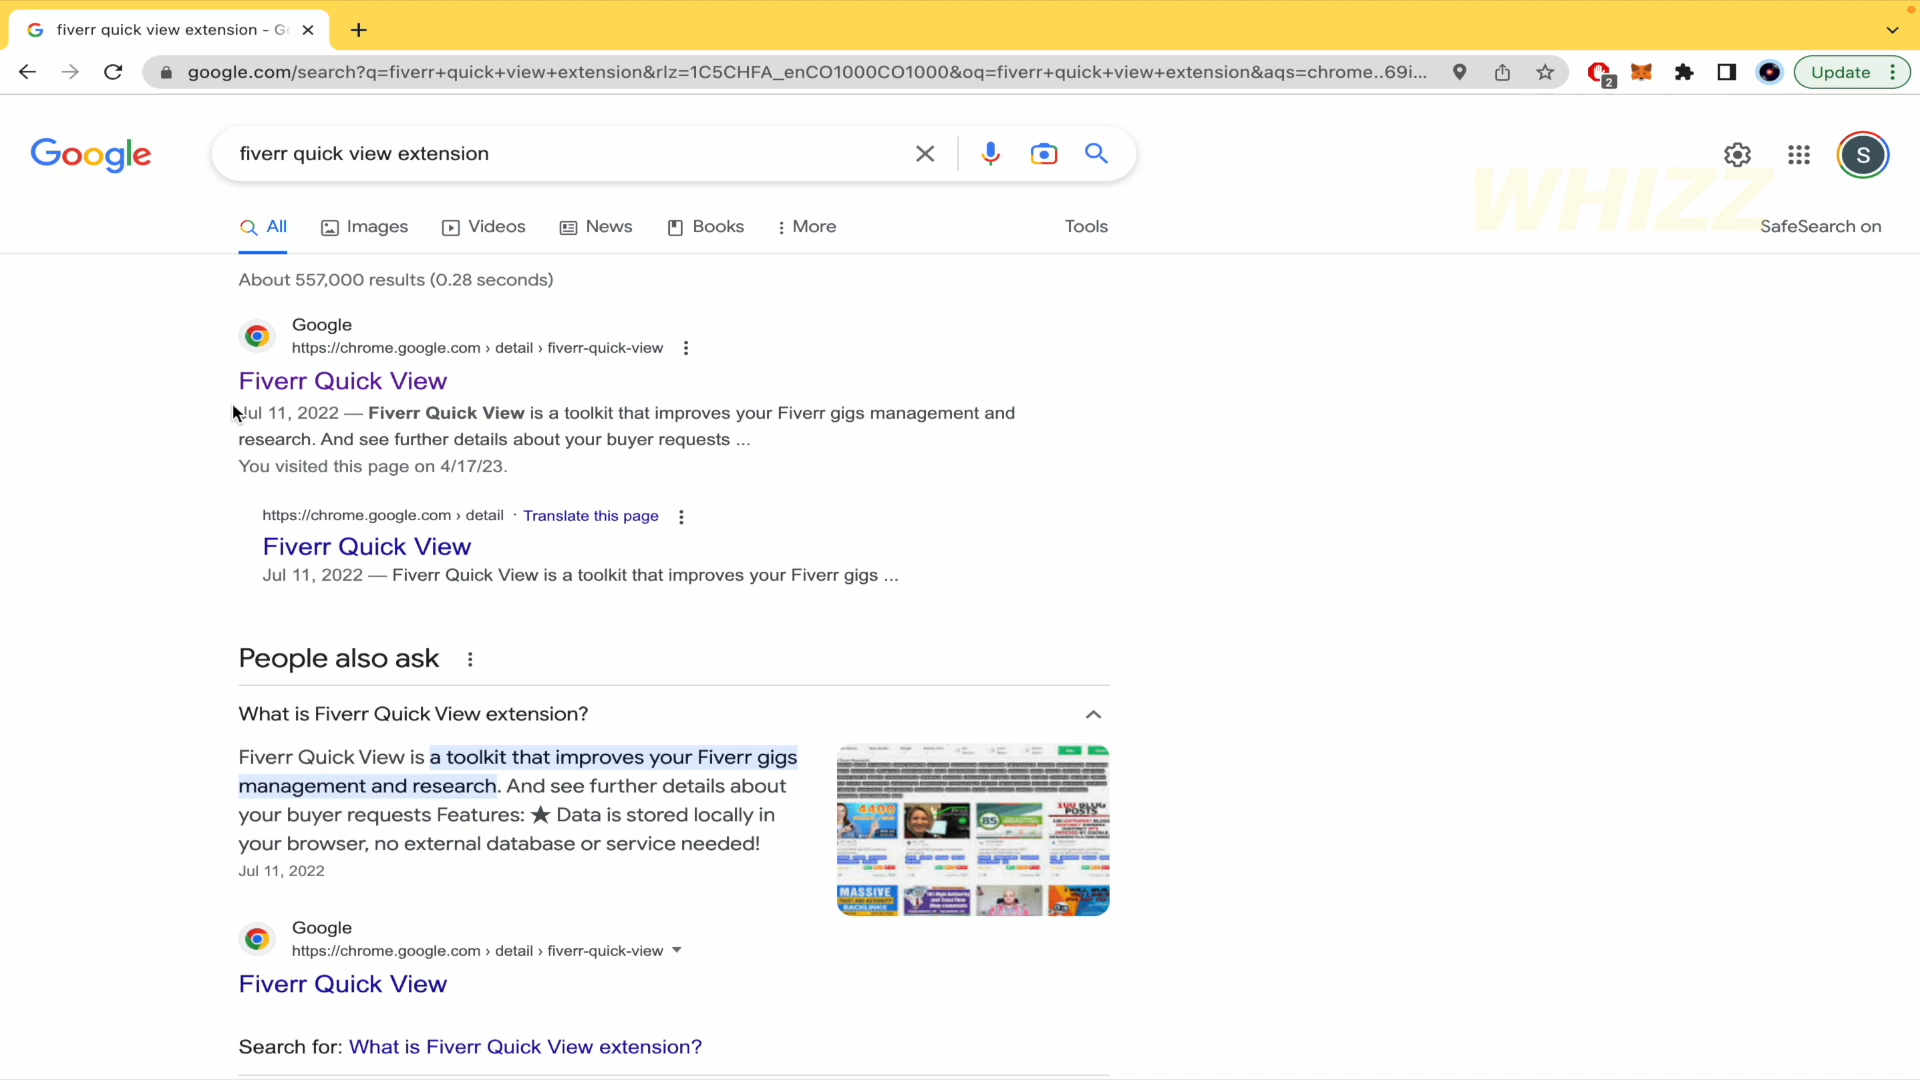 fiverr quick view extension - G
google.com/search?q=fiverr+quick+view+extension&rlz=1C5CHFA_enCO1000CO1000&oq=fiverr+quick+view+extension&aqs=chrome..69i...
2
Update
Google
fiverr quick view extension
S
WHIZZ
All
Images
Videos
News
Books
More
Tools
SafeSearch on
About 557,000 results (0.28 seconds)
Google
https://chrome.google.com › detail › fiverr-quick-view
Fiverr Quick View
Jul 11, 2022 — Fiverr Quick View is a toolkit that improves your Fiverr gigs management and
research. And see further details about your buyer requests ...
You visited this page on 4/17/23.
https://chrome.google.com › detail · Translate this page
Fiverr Quick View
Jul 11, 2022 — Fiverr Quick View is a toolkit that improves your Fiverr gigs ...
People also ask
What is Fiverr Quick View extension?
Fiverr Quick View is a toolkit that improves your Fiverr gigs
management and research. And see further details about
your buyer requests Features: ★ Data is stored locally in
your browser, no external database or service needed!
Jul 11, 2022
4400
85
100 BLOG
POSTS
MASSIVE
BACKLINKS
Google
https://chrome.google.com › detail › fiverr-quick-view
Fiverr Quick View
Search for: What is Fiverr Quick View extension?